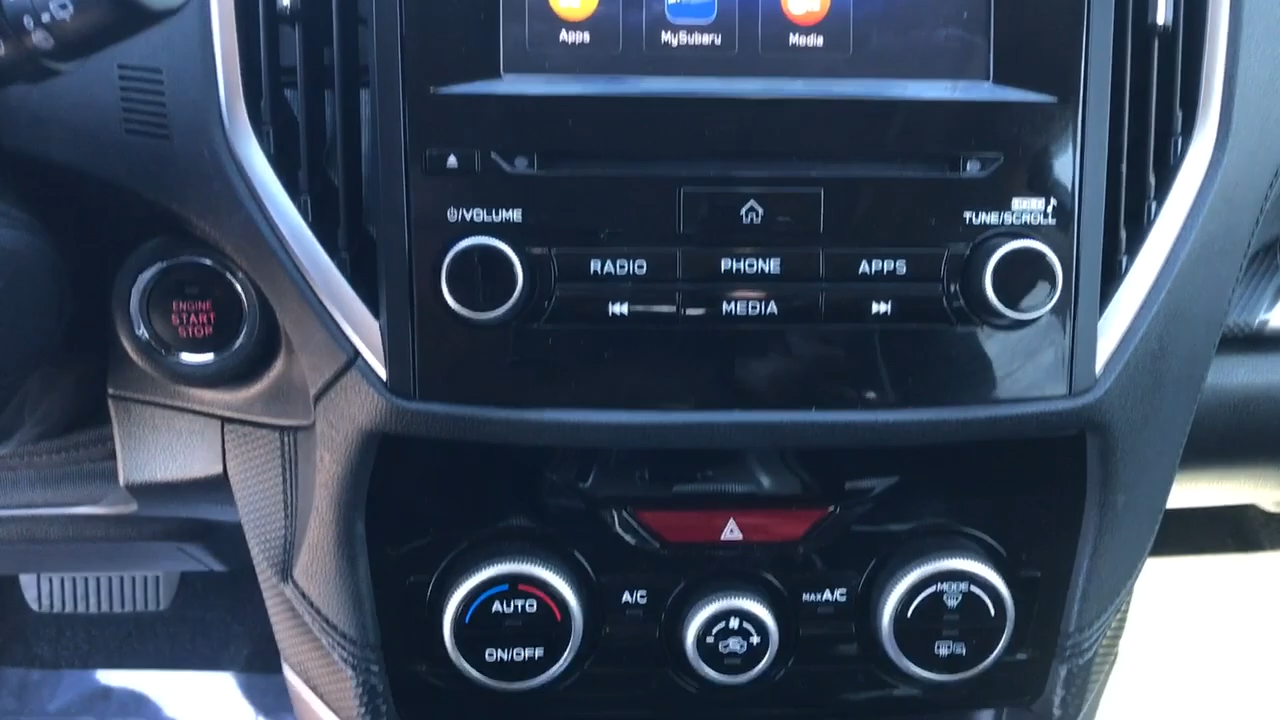 Apps
MySubaru
Media
VOLUME
TUNE/SCROLL
RADIO
PHONE
APPS
MEDIA
ENGINE
START
STOP
AUTO
ON/OFF
A/C
MAX A/C
MODE